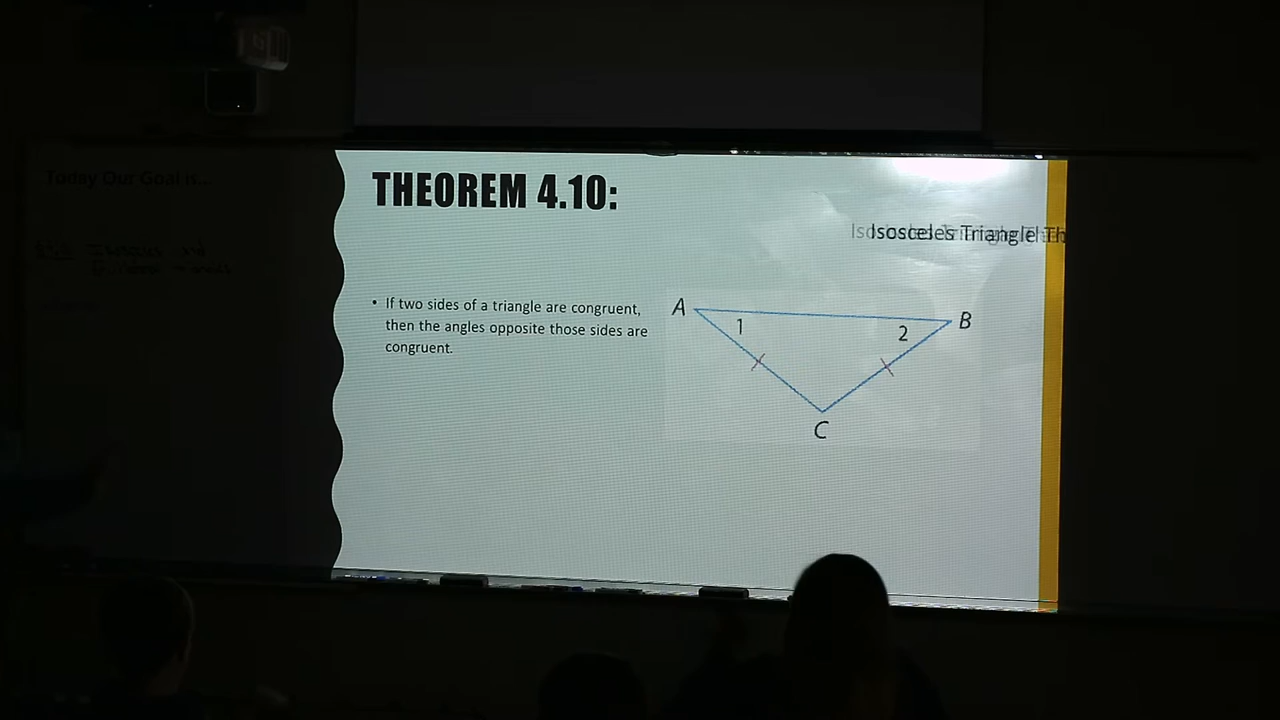 Today Our Goal is...
THEOREM 4.10:
Isosceles Triangle Th
If two sides of a triangle are congruent,
then the angles opposite those sides are
congruent.
A
1
2
B
C